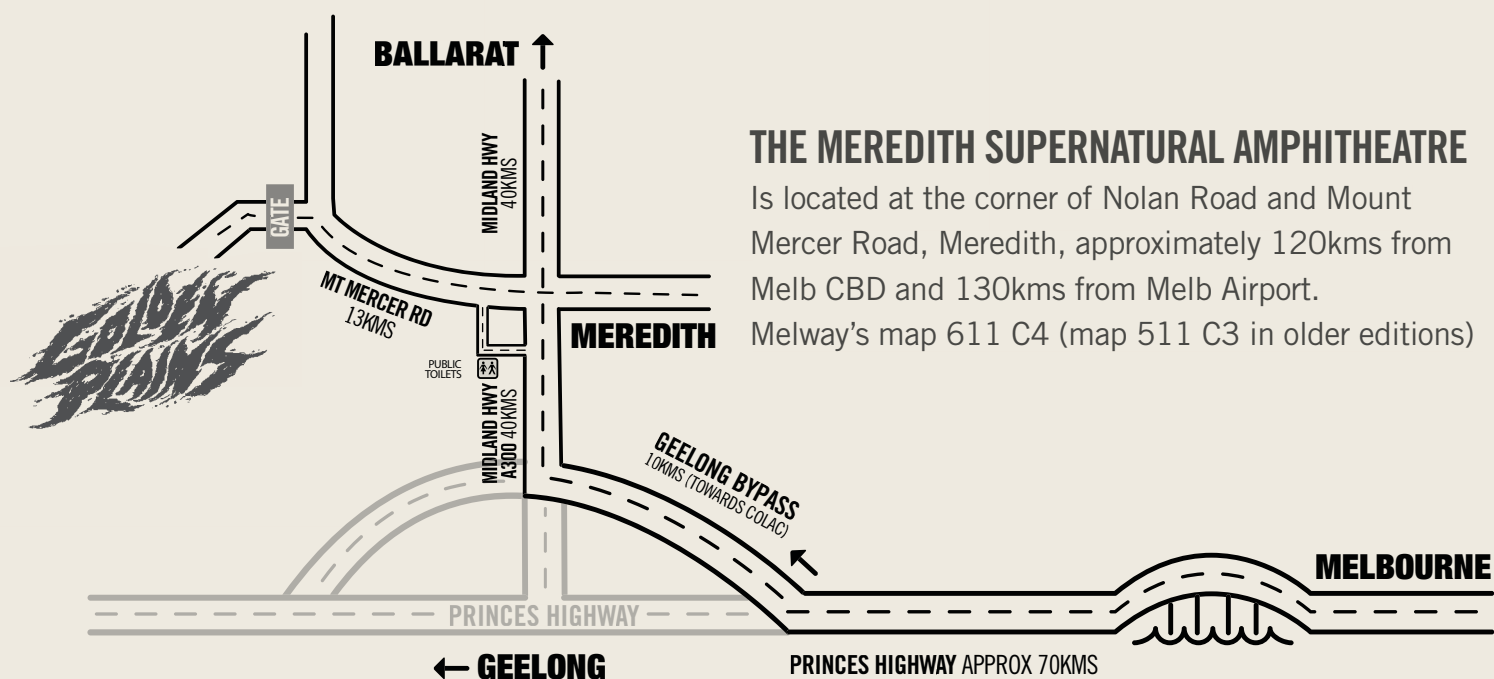 BALLARAT
MIDLAND HWY
40KMS
THE MEREDITH SUPERNATURAL AMPHITHEATRE
Is located at the corner of Nolan Road and Mount
Mercer Road, Meredith, approximately 120kms from
Melb CBD and 130kms from Melb Airport.
Melway's map 611 C4 (map 511 C3 in older editions)
GATE
GOLDEN
PLAINS
MT MERCER RD
13KMS
MEREDITH
PUBLIC
TOILETS
MIDLAND HWY
A300 40KMS
GEELONG BYPASS
10KMS (TOWARDS COLAC)
MELBOURNE
PRINCES HIGHWAY
GEELONG
PRINCES HIGHWAY APPROX 70KMS